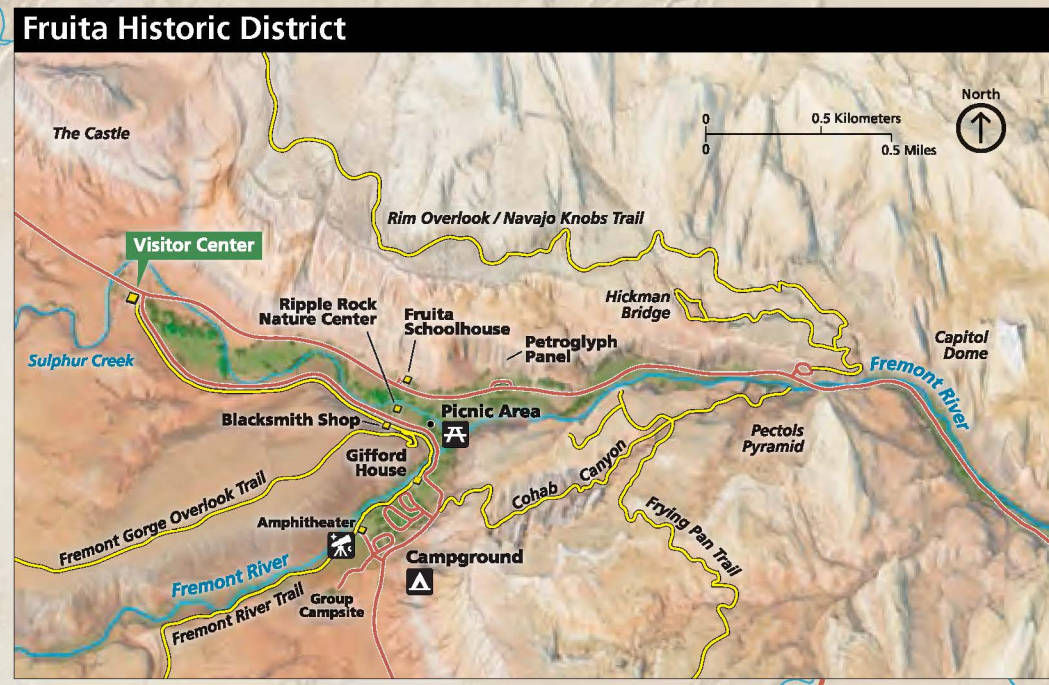 Fruita Historic District
North
0 0.5 Kilometers
0 0.5 Miles
The Castle
Rim Overlook / Navajo Knobs Trail
Visitor Center
Hickman
Bridge
Ripple Rock
Nature Center
Fruita
Schoolhouse
Petroglyph
Panel
Capitol
Dome
Sulphur Creek
Fremont River
Blacksmith Shop
Picnic Area
Gifford
House
Pectols
Pyramid
Cohab Canyon
Fremont Gorge Overlook Trail
Amphitheater
Frying Pan Trail
Campground
Fremont River
Group
Campsite
Fremont River Trail